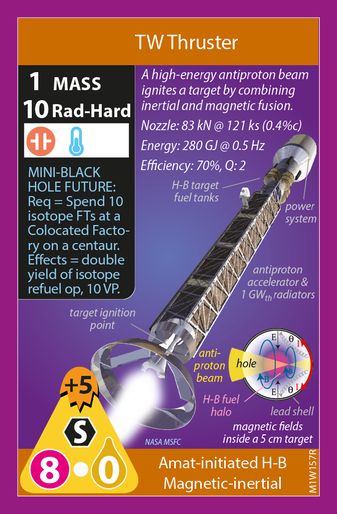 TW Thruster
1 MASS
10 Rad-Hard
MINI-BLACK
HOLE FUTURE:
Req = Spend 10
isotope FTs at a
Colocated Facto-
ry on a centaur.
Effects = double
yield of isotope
refuel op, 10 VP.
A high-energy antiproton beam
ignites a target by combining
inertial and magnetic fusion.
Nozzle: 83 kN @ 121 ks (0.4%c)
Energy: 280 GJ @ 0.5 Hz
Efficiency: 70%, Q: 2
H-B target
fuel tanks
power
system
antiproton
accelerator &
1 GWth radiators
target ignition
point
anti-
proton
beam
hole
E
θ
E
H-B fuel
halo
lead shell
magnetic fields
inside a 5 cm target
NASA MSFC
+5
S
8 • 0
Amat-initiated H-B
Magnetic-inertial
M1W157R